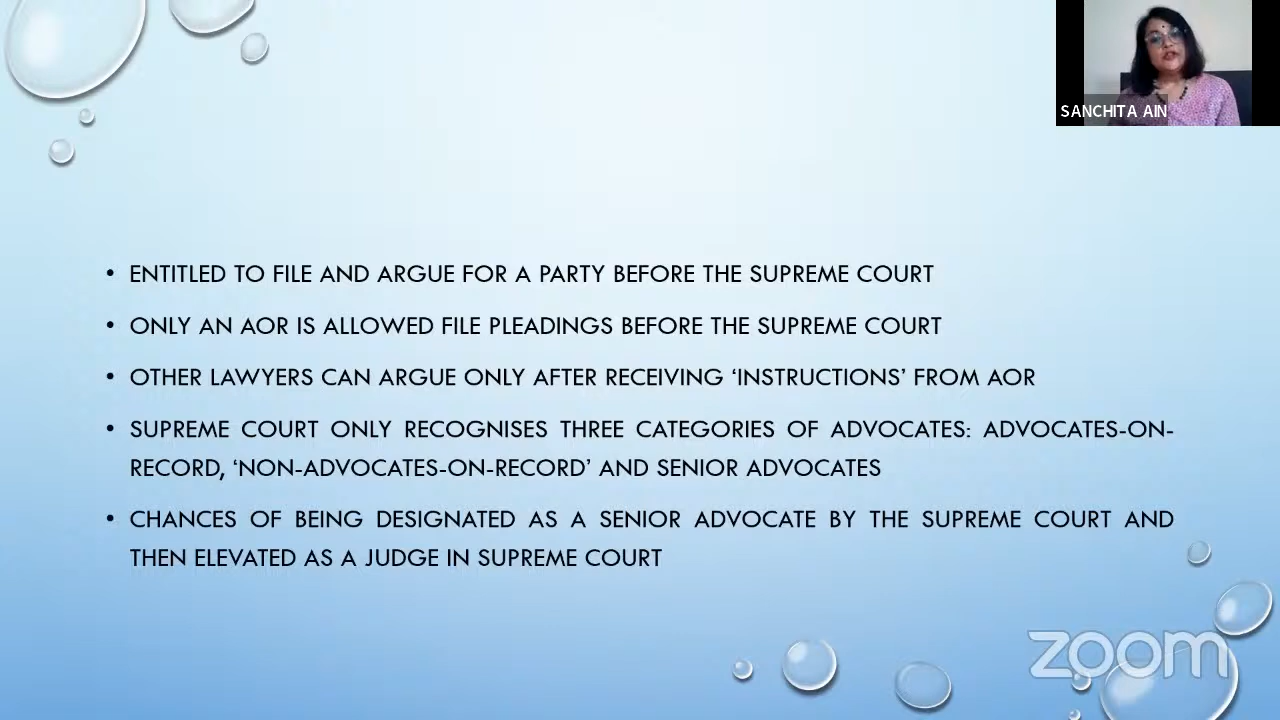 SANCHITA AIN
• ENTITLED TO FILE AND ARGUE FOR A PARTY BEFORE THE SUPREME COURT
• ONLY AN AOR IS ALLOWED FILE PLEADINGS BEFORE THE SUPREME COURT
• OTHER LAWYERS CAN ARGUE ONLY AFTER RECEIVING ‘INSTRUCTIONS’ FROM AOR
• SUPREME COURT ONLY RECOGNISES THREE CATEGORIES OF ADVOCATES: ADVOCATES-ON-
RECORD, ‘NON-ADVOCATES-ON-RECORD’ AND SENIOR ADVOCATES
• CHANCES OF BEING DESIGNATED AS A SENIOR ADVOCATE BY THE SUPREME COURT AND
THEN ELEVATED AS A JUDGE IN SUPREME COURT
zoom